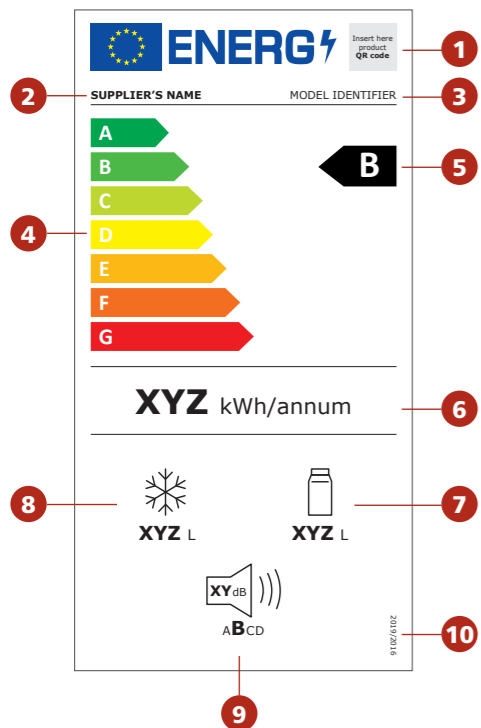 ENERG
Insert here
product
QR code
1
2
SUPPLIER'S NAME
MODEL IDENTIFIER
3
A
B
B
5
C
4
D
E
F
G
XYZ kWh/annum
6
8
7
XYZ L
XYZ L
XYdB
ABCD
2019/2016
10
9